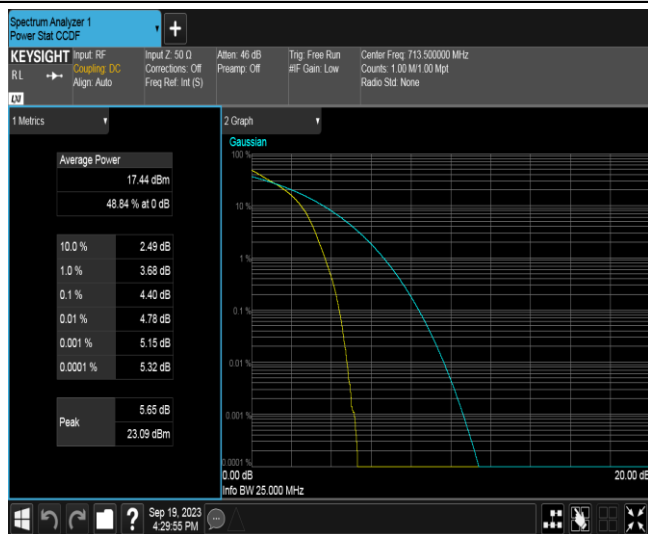 Spectrum Analyzer 1
Power Stat CCDF
+
KEYSIGHT
RL
LXI
Input: RF
Coupling: DC
Align: Auto
Input Z: 50 Ω
Corrections: Off
Freq Ref: Int (S)
Atten: 46 dB
Preamp: Off
Trig: Free Run
#IF Gain: Low
Center Freq: 713.500000 MHz
Counts: 1.00 M/1.00 Mpt
Radio Std: None
1 Metrics
Average Power
17.44 dBm
48.84 % at 0 dB
10.0 % 2.49 dB
1.0 % 3.68 dB
0.1 % 4.40 dB
0.01 % 4.78 dB
0.001 % 5.15 dB
0.0001 % 5.32 dB
Peak
5.65 dB
23.09 dBm
2 Graph
Gaussian
100 %
10 %
1 %
0.1 %
0.01 %
0.001 %
0.0001 %
0.00 dB
20.00 dB
Info BW 25.000 MHz
?
Sep 19, 2023
4:29:55 PM